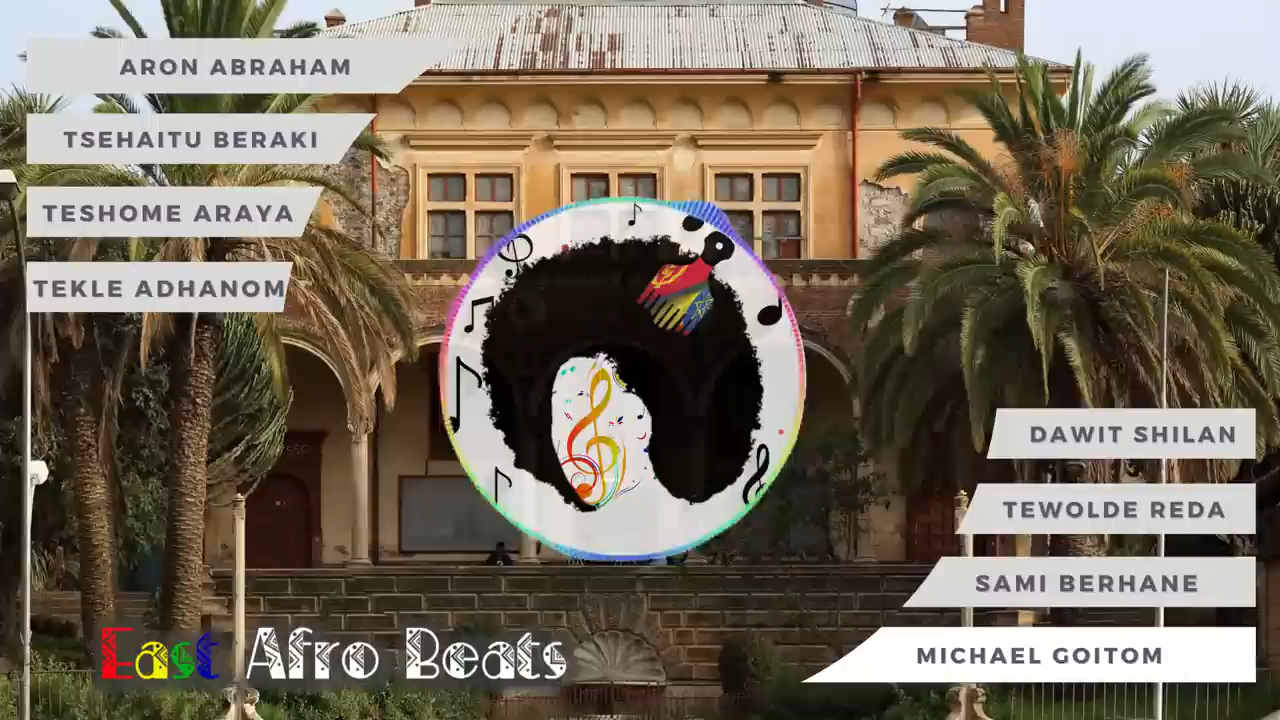 ARON ABRAHAM
TSEHAITU BERAKI
TESHOME ARAYA
TEKLE ADHANOM
DAWIT SHILAN
TEWOLDE REDA
SAMI BERHANE
MICHAEL GOITOM
East Afro Beats